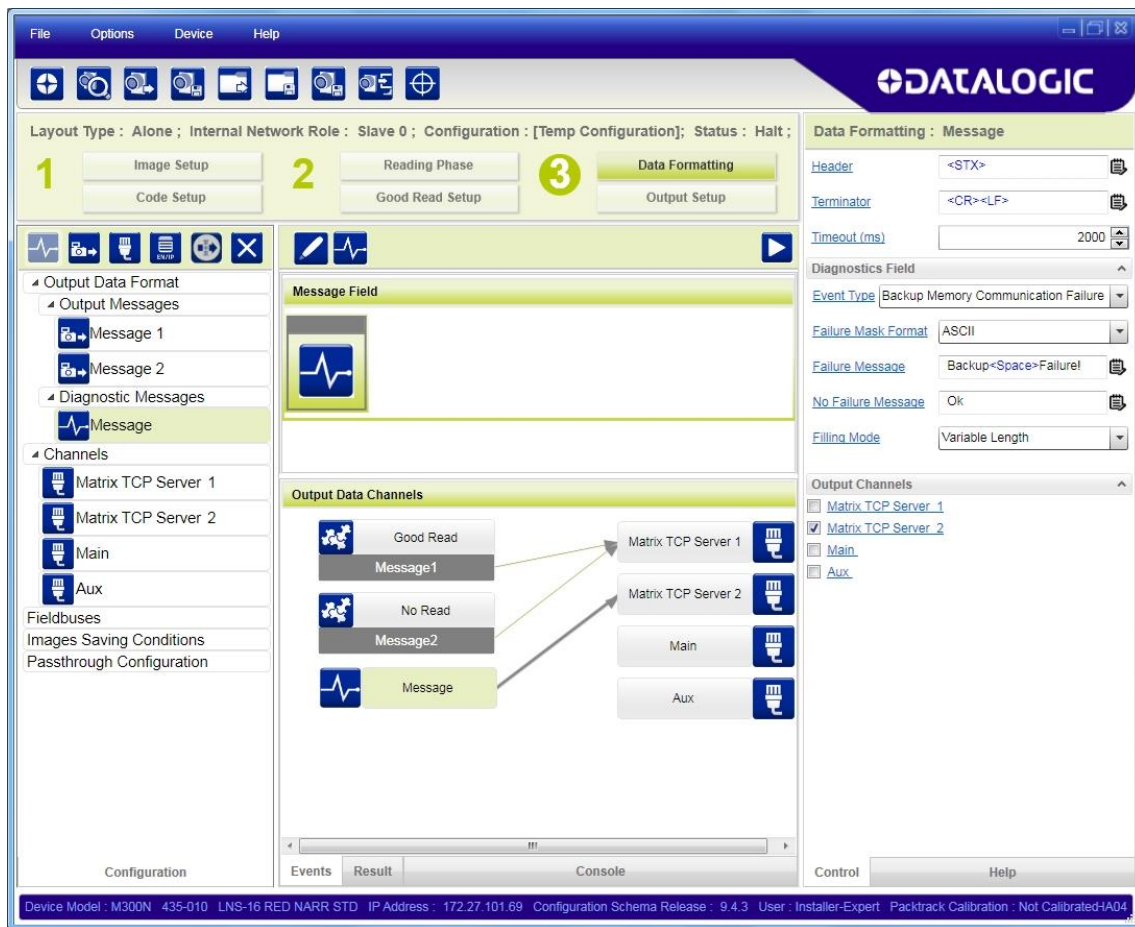 File Options Device Help
DATALOGIC
Layout Type : Alone ; Internal Network Role : Slave 0 ; Configuration : [Temp Configuration]; Status : Halt ;
1
Image Setup
Code Setup
2
Reading Phase
Good Read Setup
3
Data Formatting
Output Setup
EN/IP
Output Data Format
Output Messages
Message 1
Message 2
Diagnostic Messages
Message
Channels
Matrix TCP Server 1
Matrix TCP Server 2
Main
Aux
Fieldbuses
Images Saving Conditions
Passthrough Configuration
Configuration
Message Field
Output Data Channels
Good Read
Message1
No Read
Message2
Message
Matrix TCP Server 1
Matrix TCP Server 2
Main
Aux
Events Result Console
Data Formatting : Message
Header <STX>
Terminator <CR><LF>
Timeout (ms) 2000
Diagnostics Field
Event Type Backup Memory Communication Failure
Failure Mask Format ASCII
Failure Message Backup<Space>Failure!
No Failure Message Ok
Filling Mode Variable Length
Output Channels
Matrix TCP Server 1
Matrix TCP Server 2
Main
Aux
Control Help
Device Model : M300N 435-010 LNS-16 RED NARR STD IP Address : 172.27.101.69 Configuration Schema Release : 9.4.3 User : Installer-Expert Packtrack Calibration : Not Calibrated